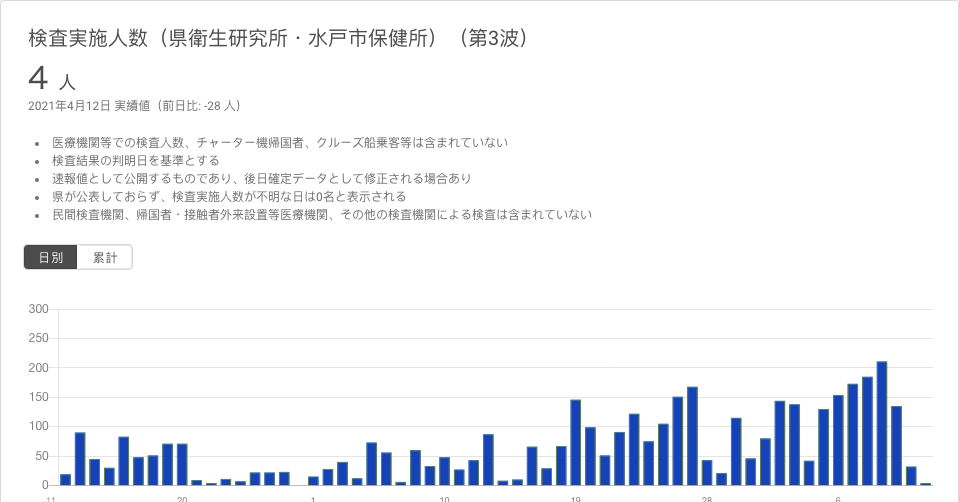 検査実施人数（県衛生研究所・水戸市保健所）（第3波）
4 人
2021年4月12日 実績値（前日比: -28 人）
医療機関等での検査人数、チャーター機帰国者、クルーズ船乗客等は含まれていない
検査結果の判明日を基準とする
速報値として公開するものであり、後日確定データとして修正される場合あり
県が公表しておらず、検査実施人数が不明な日は0名と表示される
民間検査機関、帰国者・接触者外来設置等医療機関、その他の検査機関による検査は含まれていない
日別 累計
300
250
200
150
100
50
0
11 20 1 10 19 28 6